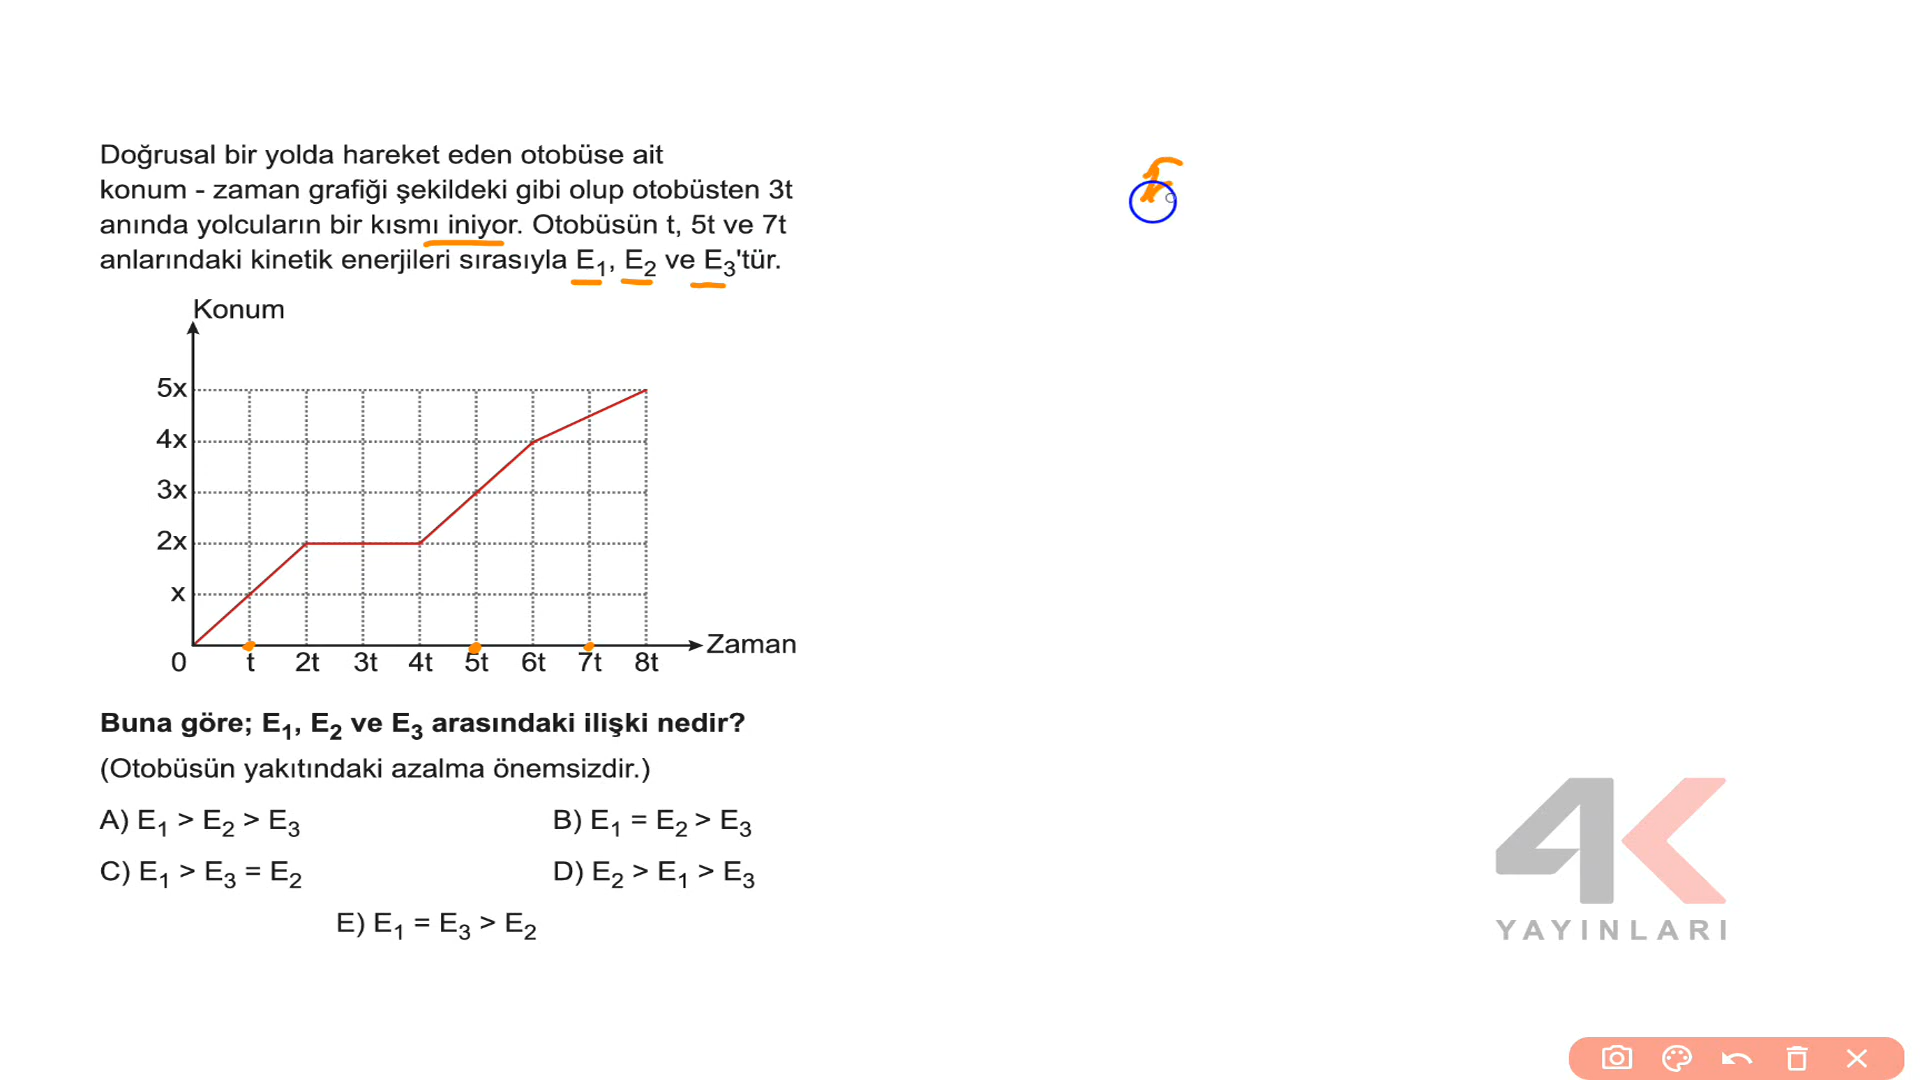 Doğrusal bir yolda hareket eden otobüse ait
konum - zaman grafiği şekildeki gibi olup otobüsten 3t
anında yolcuların bir kısmı iniyor. Otobüsün t, 5t ve 7t
anlarındaki kinetik enerjileri sırasıyla E₁, E₂ ve E₃'tür.
Konum
5x
4x
3x
2x
x
Zaman
0 t 2t 3t 4t 5t 6t 7t 8t
Buna göre; E₁, E₂ ve E₃ arasındaki ilişki nedir?
(Otobüsün yakıtındaki azalma önemsizdir.)
A) E₁ > E₂ > E₃
B) E₁ = E₂ > E₃
C) E₁ > E₃ = E₂
D) E₂ > E₁ > E₃
E) E₁ = E₃ > E₂
4K
YAYINLARI